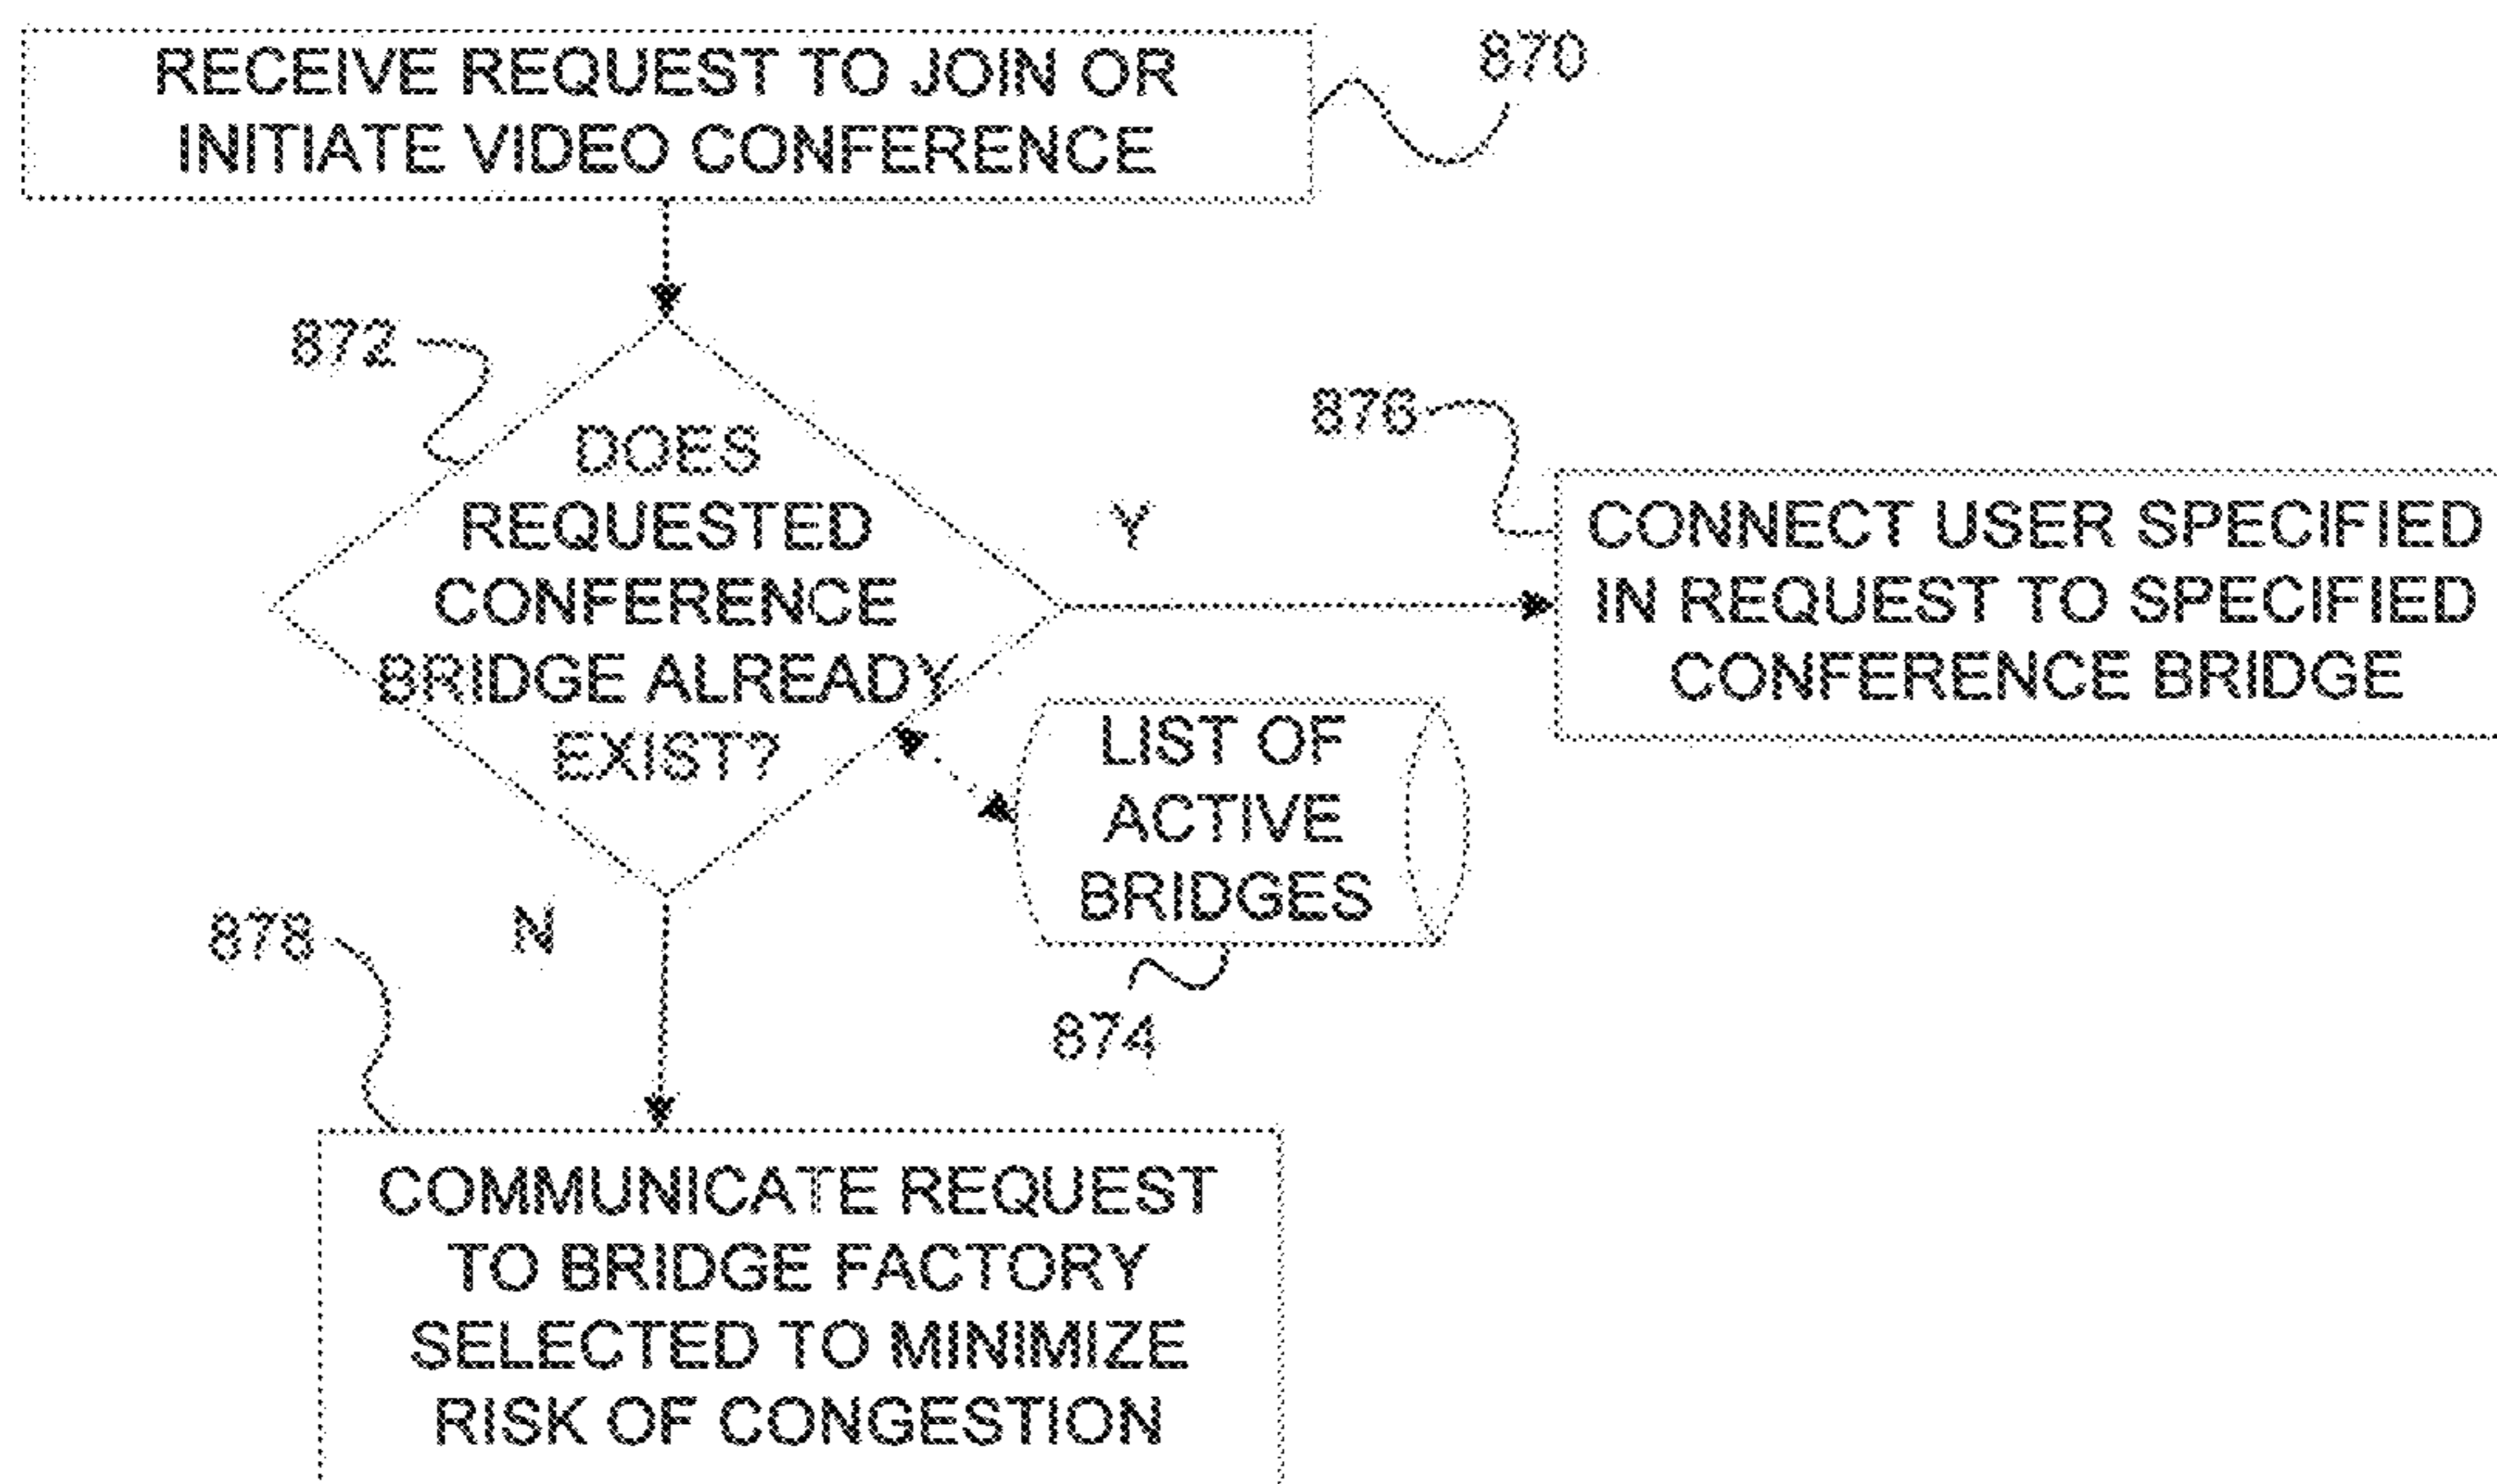 RECEIVE REQUEST TO JOIN OR
INITIATE VIDEO CONFERENCE
870
872
DOES
REQUESTED
CONFERENCE
BRIDGE ALREADY
EXIST?
Y
876
CONNECT USER SPECIFIED
IN REQUEST TO SPECIFIED
CONFERENCE BRIDGE
LIST OF
ACTIVE
BRIDGES
874
N
878
COMMUNICATE REQUEST
TO BRIDGE FACTORY
SELECTED TO MINIMIZE
RISK OF CONGESTION